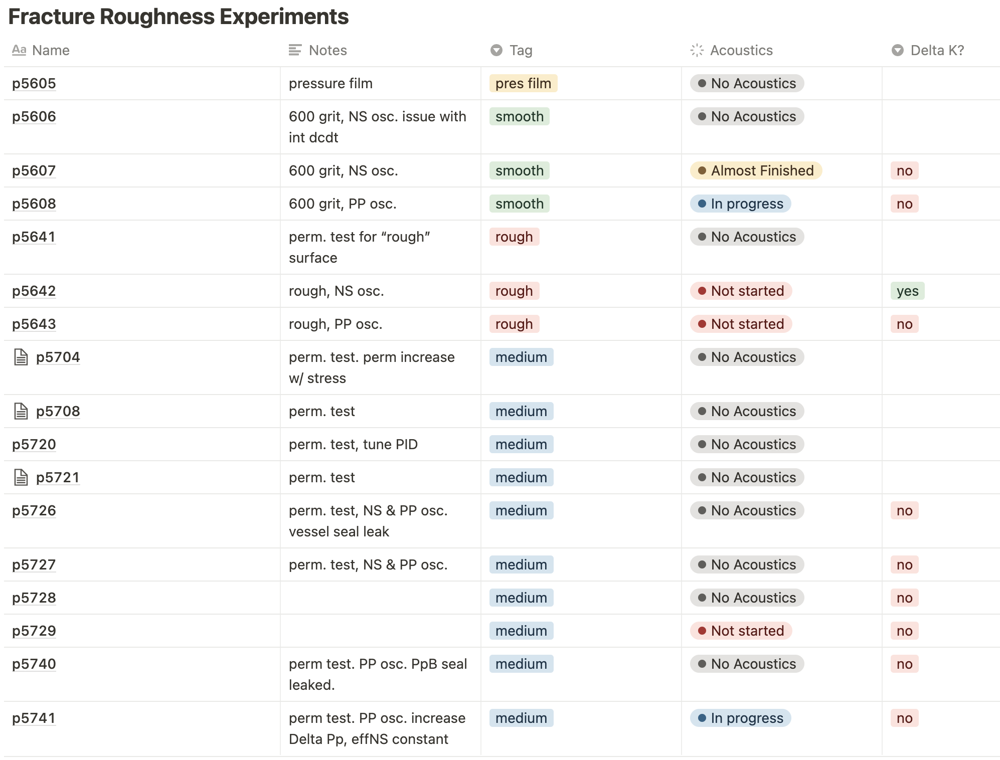 Fracture Roughness Experiments
Aa Name Notes Tag Acoustics Delta K?
p5605 pressure film pres film No Acoustics
p5606 600 grit, NS osc. issue with smooth No Acoustics
int dcdt
p5607 600 grit, NS osc. smooth Almost Finished no
p5608 600 grit, PP osc. smooth In progress no
p5641 perm. test for “rough” rough No Acoustics
surface
p5642 rough, NS osc. rough Not started yes
p5643 rough, PP osc. rough Not started no
p5704 perm. test. perm increase medium No Acoustics
w/ stress
p5708 perm. test medium No Acoustics
p5720 perm. test, tune PID medium No Acoustics
p5721 perm. test medium No Acoustics
p5726 perm. test, NS & PP osc. medium No Acoustics no
vessel seal leak
p5727 perm. test, NS & PP osc. medium No Acoustics no
p5728 medium No Acoustics no
p5729 medium Not started no
p5740 perm test. PP osc. PpB seal medium No Acoustics no
leaked.
p5741 perm test. PP osc. increase medium In progress no
Delta Pp, effNS constant